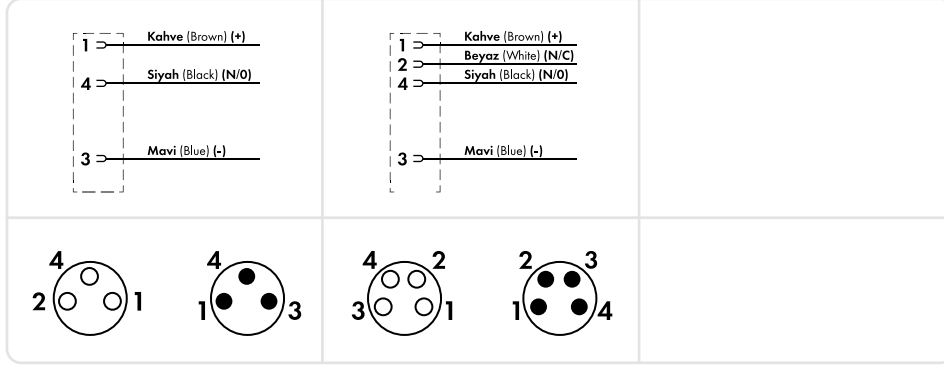 1 Kahve (Brown) (+)
4 Siyah (Black) (N/0)
3 Mavi (Blue) (-)
1 Kahve (Brown) (+)
2 Beyaz (White) (N/C)
4 Siyah (Black) (N/0)
3 Mavi (Blue) (-)
4
2 1
4
1 3
4 2
3 1
2 3
1 4